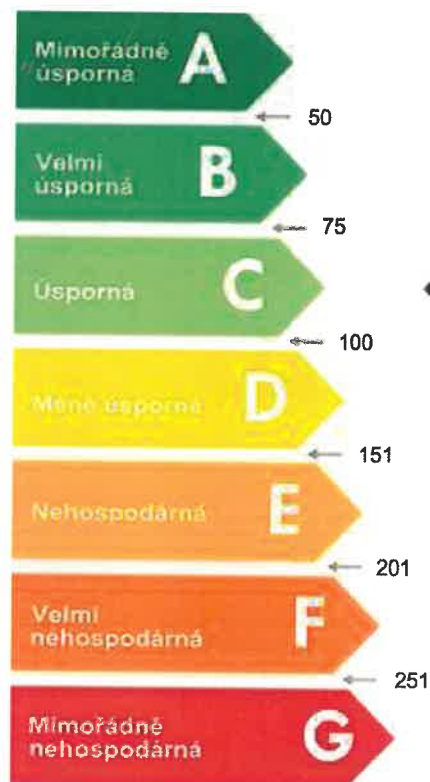 Mimořádně
úsporná
A
50
Velmi
úsporná
B
75
Úsporná
C
100
Méně úsporná
D
151
Nehospodárná
E
201
Velmi
nehospodárná
F
251
Mimořádně
nehospodárná
G